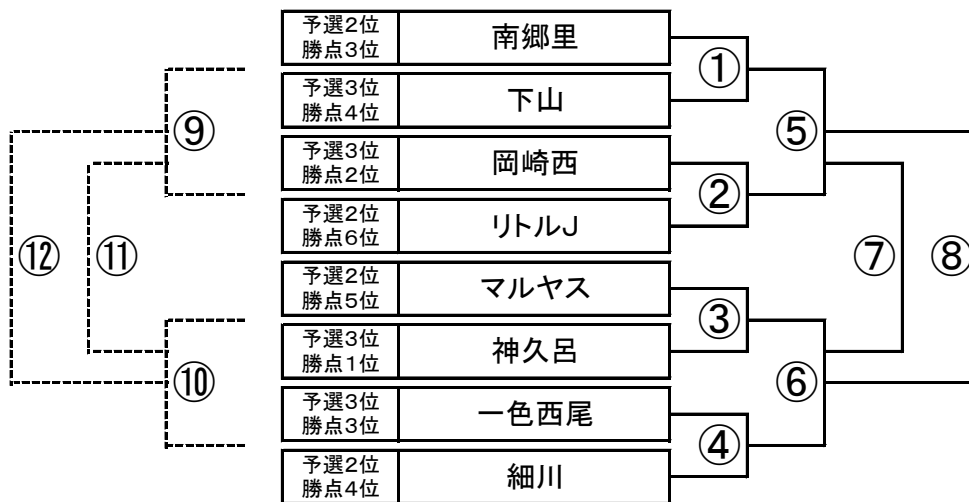 予選2位
勝点3位
南郷里
①
予選3位
勝点4位
下山
⑨
⑤
予選3位
勝点2位
岡崎西
②
予選2位
勝点6位
リトルJ
⑫
⑪
⑦
⑧
予選2位
勝点5位
マルヤス
③
予選3位
勝点1位
神久呂
⑩
⑥
予選3位
勝点3位
一色西尾
④
予選2位
勝点4位
細川